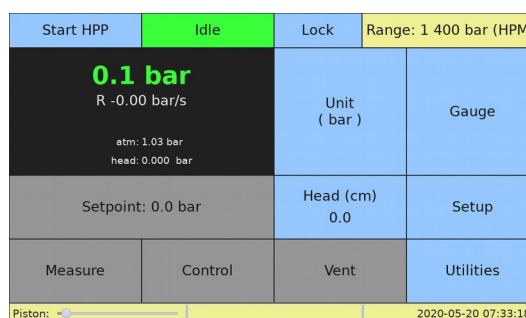 Start HPP
Idle
Lock
Range: 1 400 bar (HPM
0.1 bar
R -0.00 bar/s
atm: 1.03 bar
head: 0.000 bar
Unit
( bar )
Gauge
Setpoint: 0.0 bar
Head (cm)
0.0
Setup
Measure
Control
Vent
Utilities
Piston:
2020-05-20 07:33:18